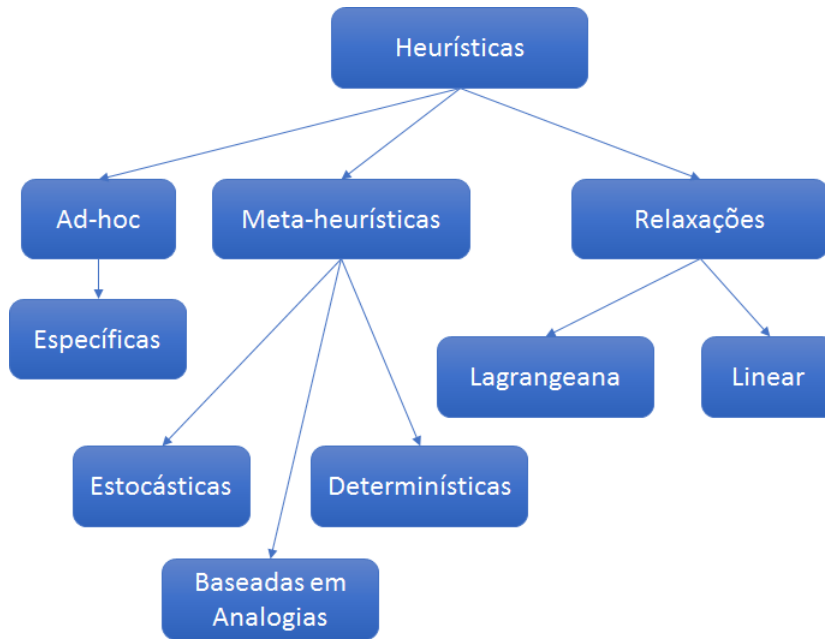 Heurísticas
Ad-hoc
Meta-heurísticas
Relaxações
Específicas
Lagrangeana
Linear
Estocásticas
Determinísticas
Baseadas em
Analogias